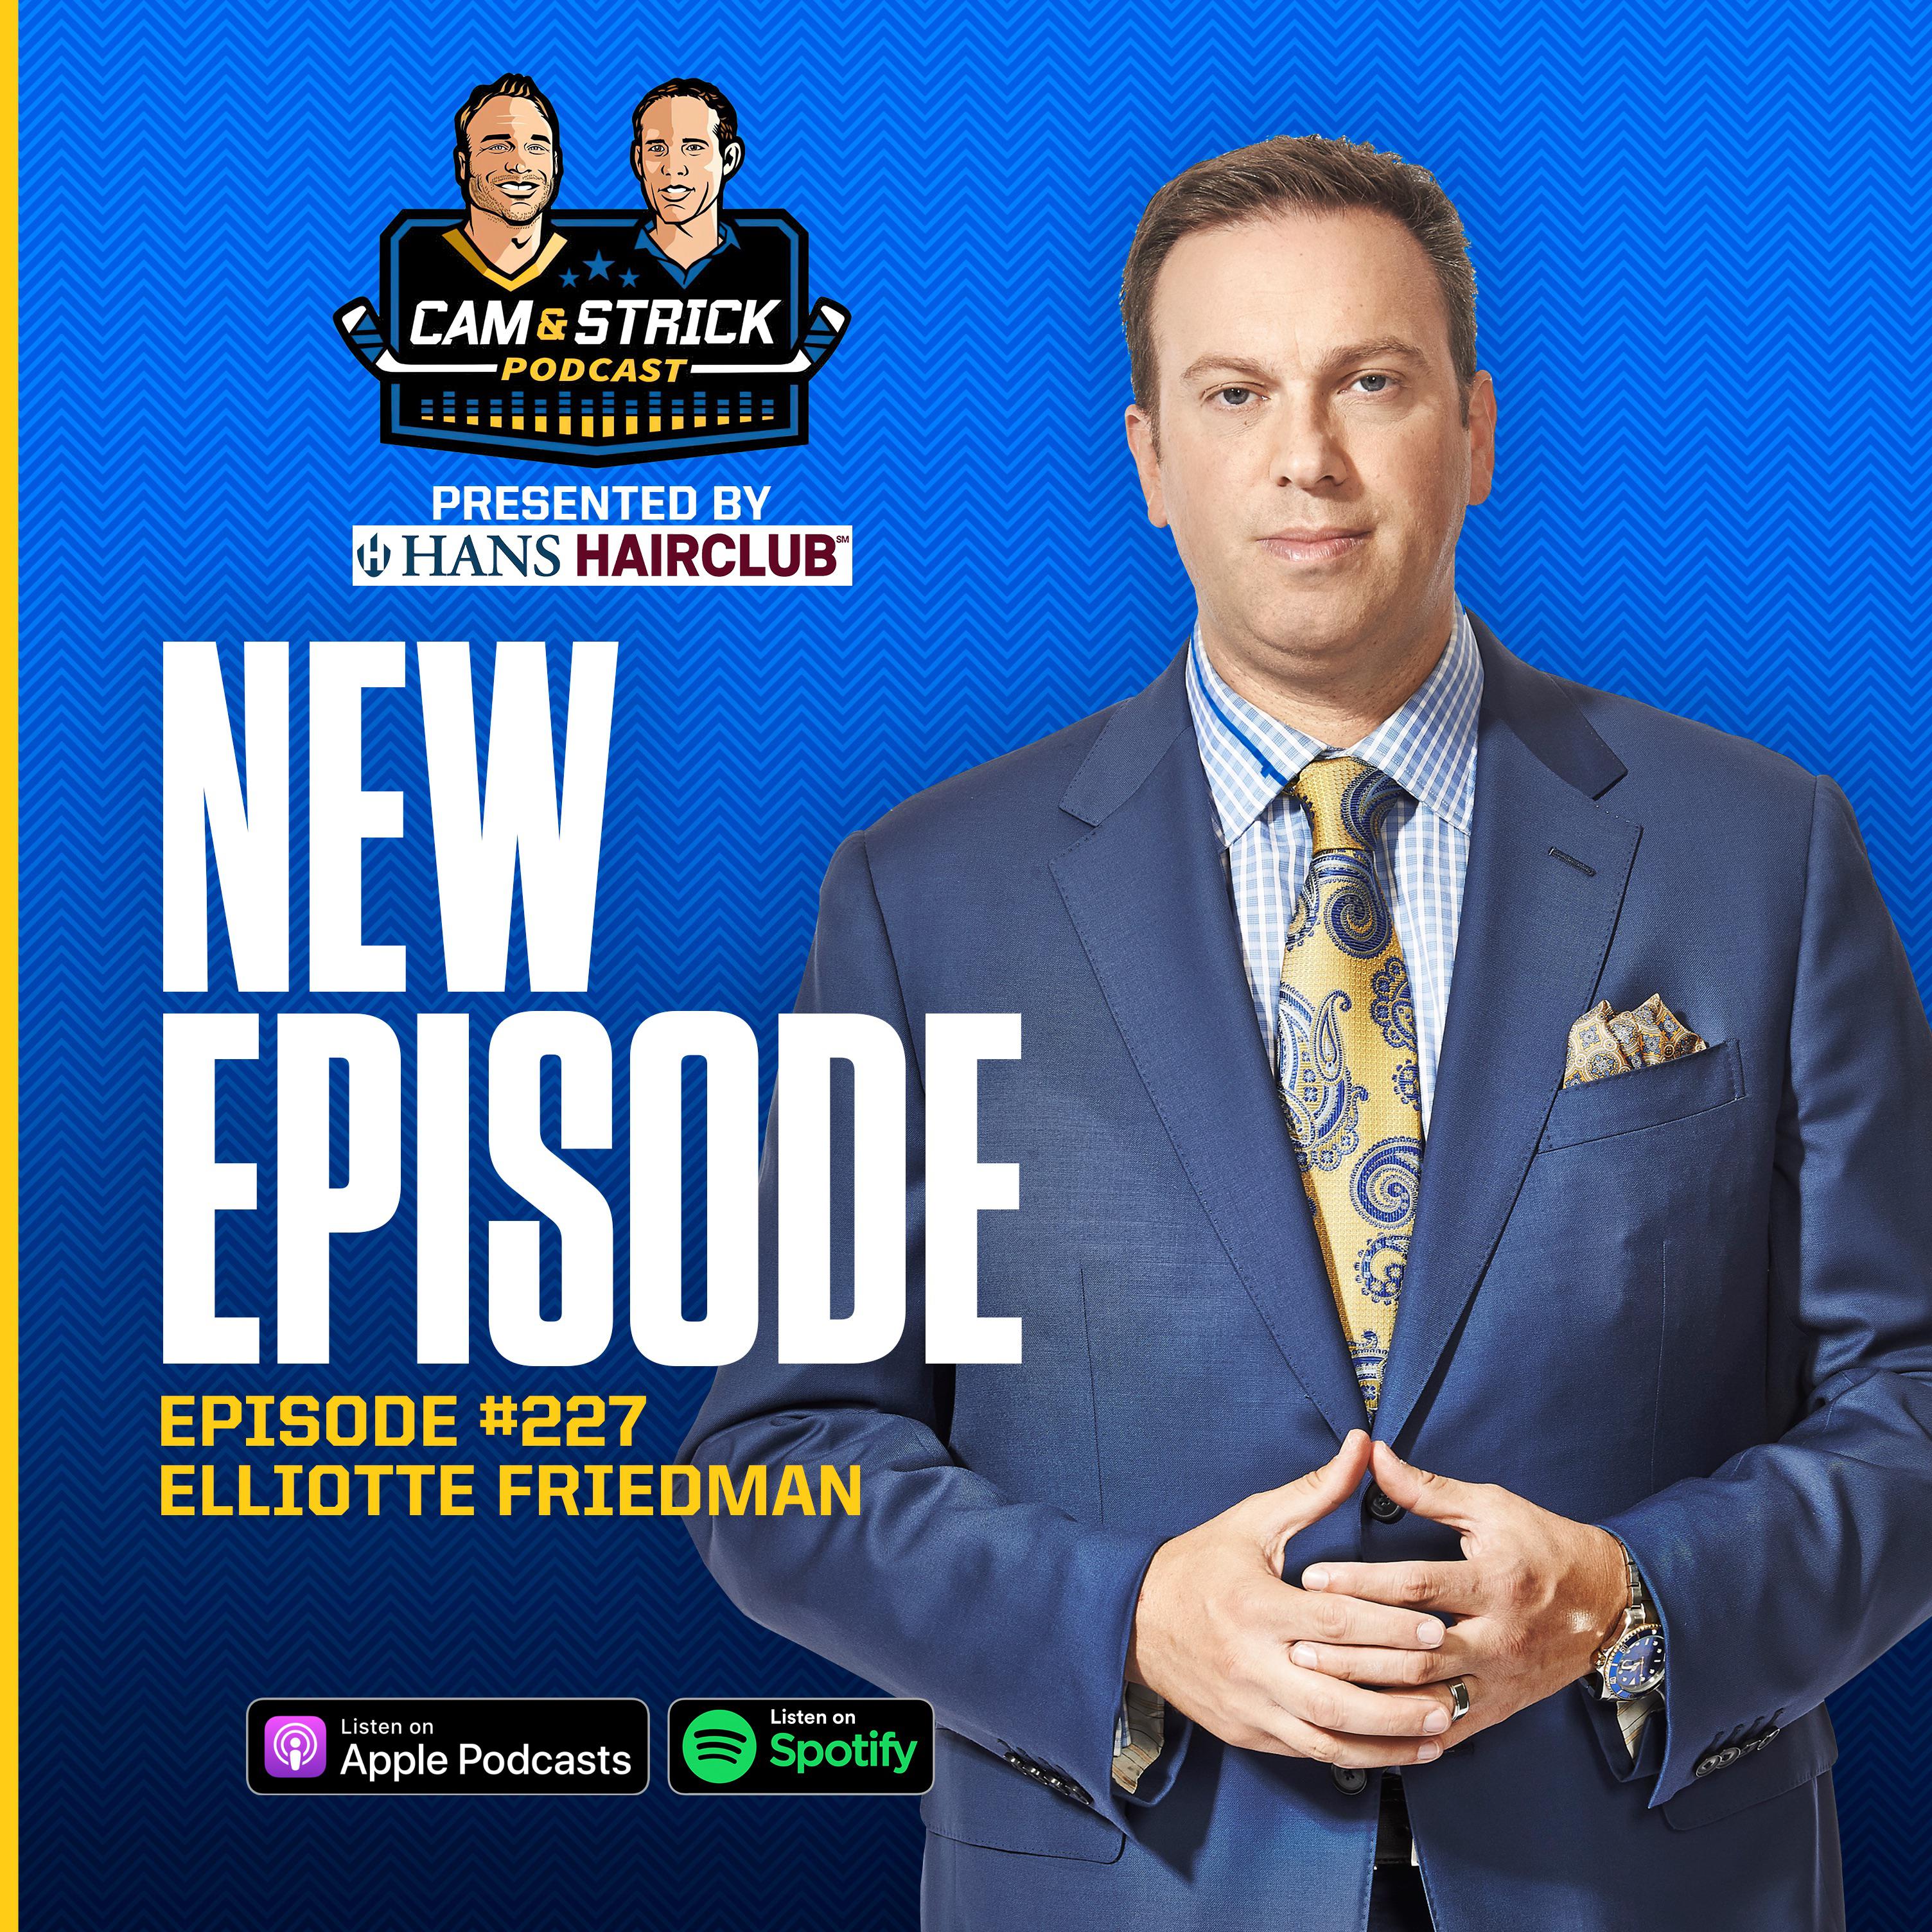 CAM & STRICK
PODCAST
PRESENTED BY
H HANS HAIRCLUB℠
NEW
EPISODE
EPISODE #227
ELLIOTTE FRIEDMAN
Listen on
Apple Podcasts
Listen on
Spotify